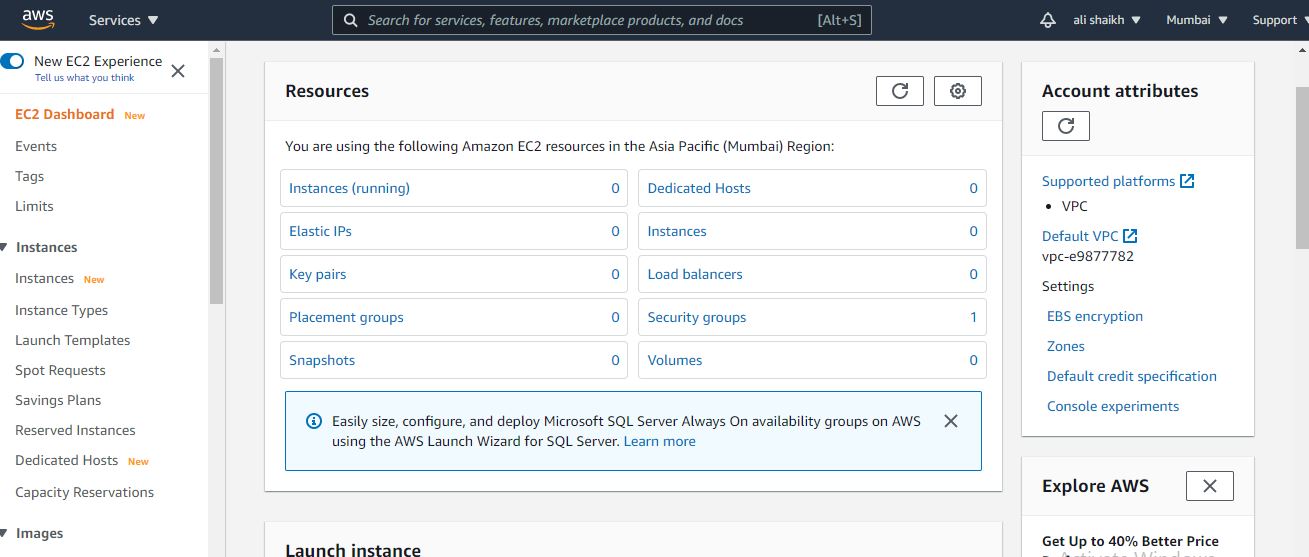 aws
Services
Search for services, features, marketplace products, and docs [Alt+S]
ali shaikh
Mumbai
Support
New EC2 Experience
Tell us what you think
EC2 Dashboard New
Events
Tags
Limits
Instances
Instances New
Instance Types
Launch Templates
Spot Requests
Savings Plans
Reserved Instances
Dedicated Hosts New
Capacity Reservations
Images
Resources
You are using the following Amazon EC2 resources in the Asia Pacific (Mumbai) Region:
Instances (running) 0
Dedicated Hosts 0
Elastic IPs 0
Instances 0
Key pairs 0
Load balancers 0
Placement groups 0
Security groups 1
Snapshots 0
Volumes 0
Easily size, configure, and deploy Microsoft SQL Server Always On availability groups on AWS
using the AWS Launch Wizard for SQL Server. Learn more
Launch instance
Account attributes
Supported platforms
• VPC
Default VPC
vpc-e9877782
Settings
EBS encryption
Zones
Default credit specification
Console experiments
Explore AWS
Get Up to 40% Better Price
Activate Windows